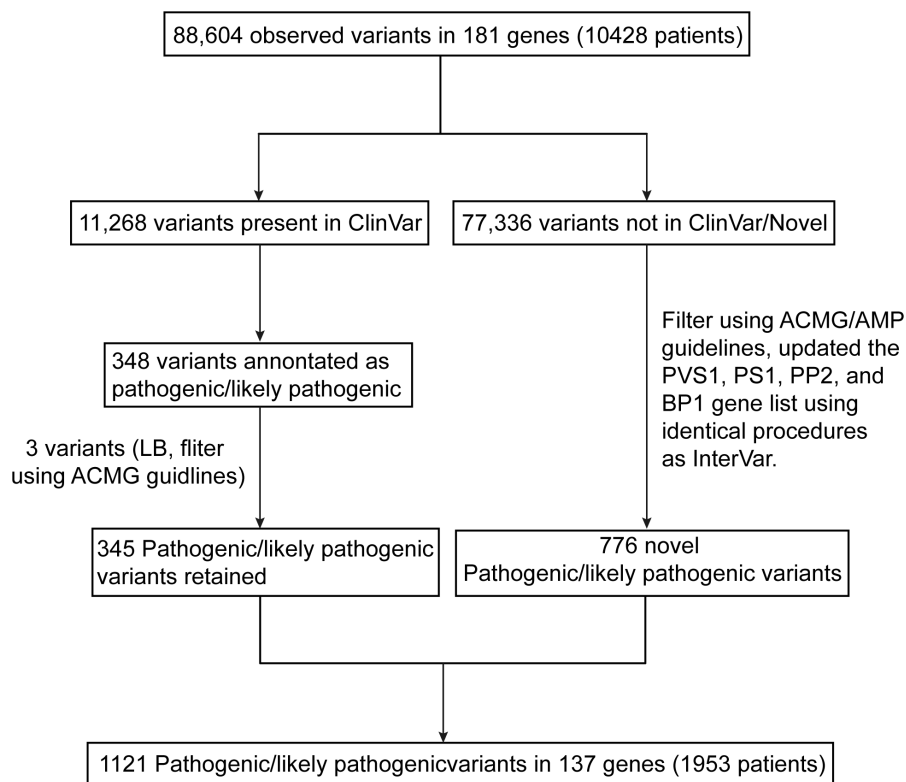 88,604 observed variants in 181 genes (10428 patients)
11,268 variants present in ClinVar
77,336 variants not in ClinVar/Novel
348 variants annontated as
pathogenic/likely pathogenic
Filter using ACMG/AMP
guidelines, updated the
PVS1, PS1, PP2, and
BP1 gene list using
identical procedures
as InterVar.
3 variants (LB, fliter
using ACMG guidlines)
345 Pathogenic/likely pathogenic
variants retained
776 novel
Pathogenic/likely pathogenic variants
1121 Pathogenic/likely pathogenicvariants in 137 genes (1953 patients)